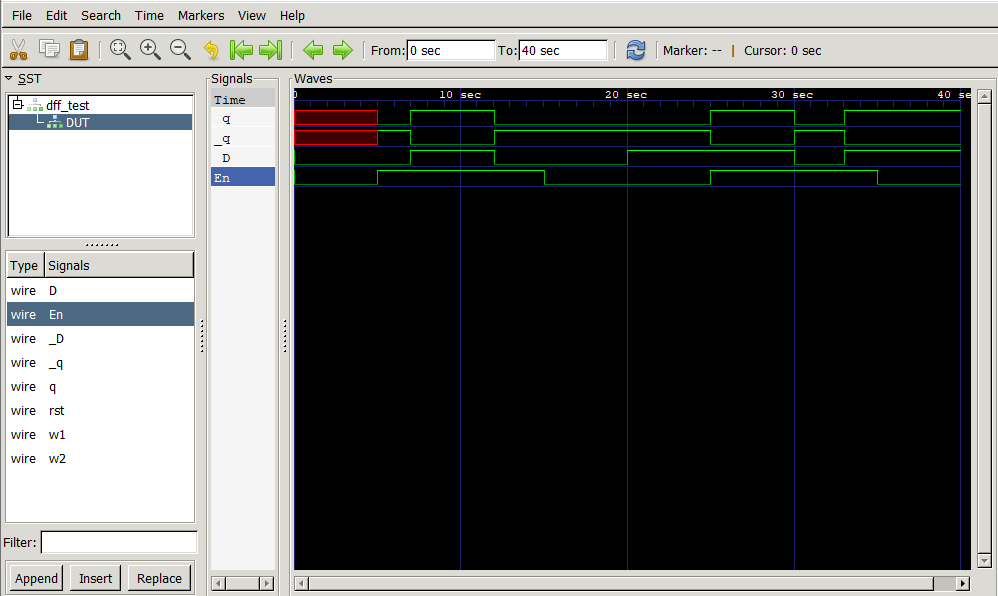 File Edit Search Time Markers View Help
From: 0 sec To: 40 sec Marker: -- | Cursor: 0 sec
SST
dff_test
DUT
Type Signals
wire D
wire En
wire _D
wire _q
wire q
wire rst
wire w1
wire w2
Filter:
Append Insert Replace
Signals
Time
q
_q
D
En
Waves
0 10 sec 20 sec 30 sec 40 se